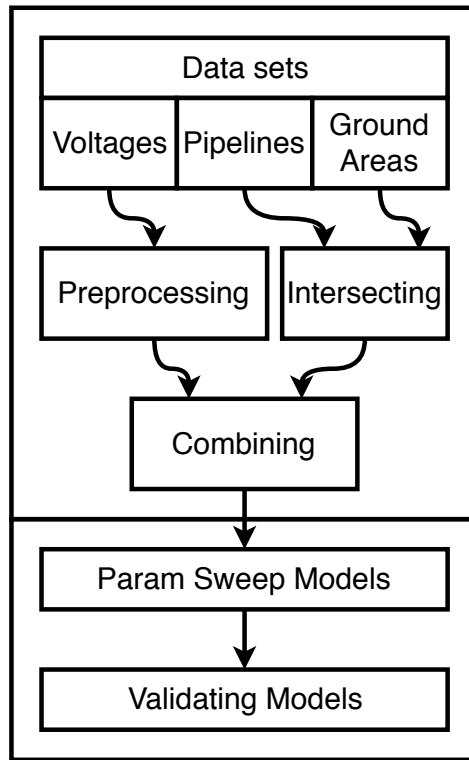 Data sets
Voltages
Pipelines
Ground
Areas
Preprocessing
Intersecting
Combining
Param Sweep Models
Validating Models